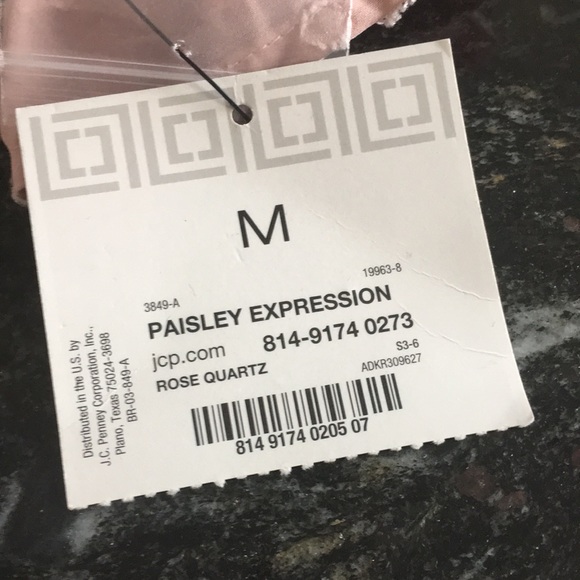 M
3849-A
19963-8
PAISLEY EXPRESSION
jcp.com
814-9174 0273
ROSE QUARTZ
S3-6
ADKR309627
814 9174 0205 07
Distributed in the U.S. by
J.C. Penney Corporation, Inc.,
Plano, Texas 75024-3698
BR-03-849-A